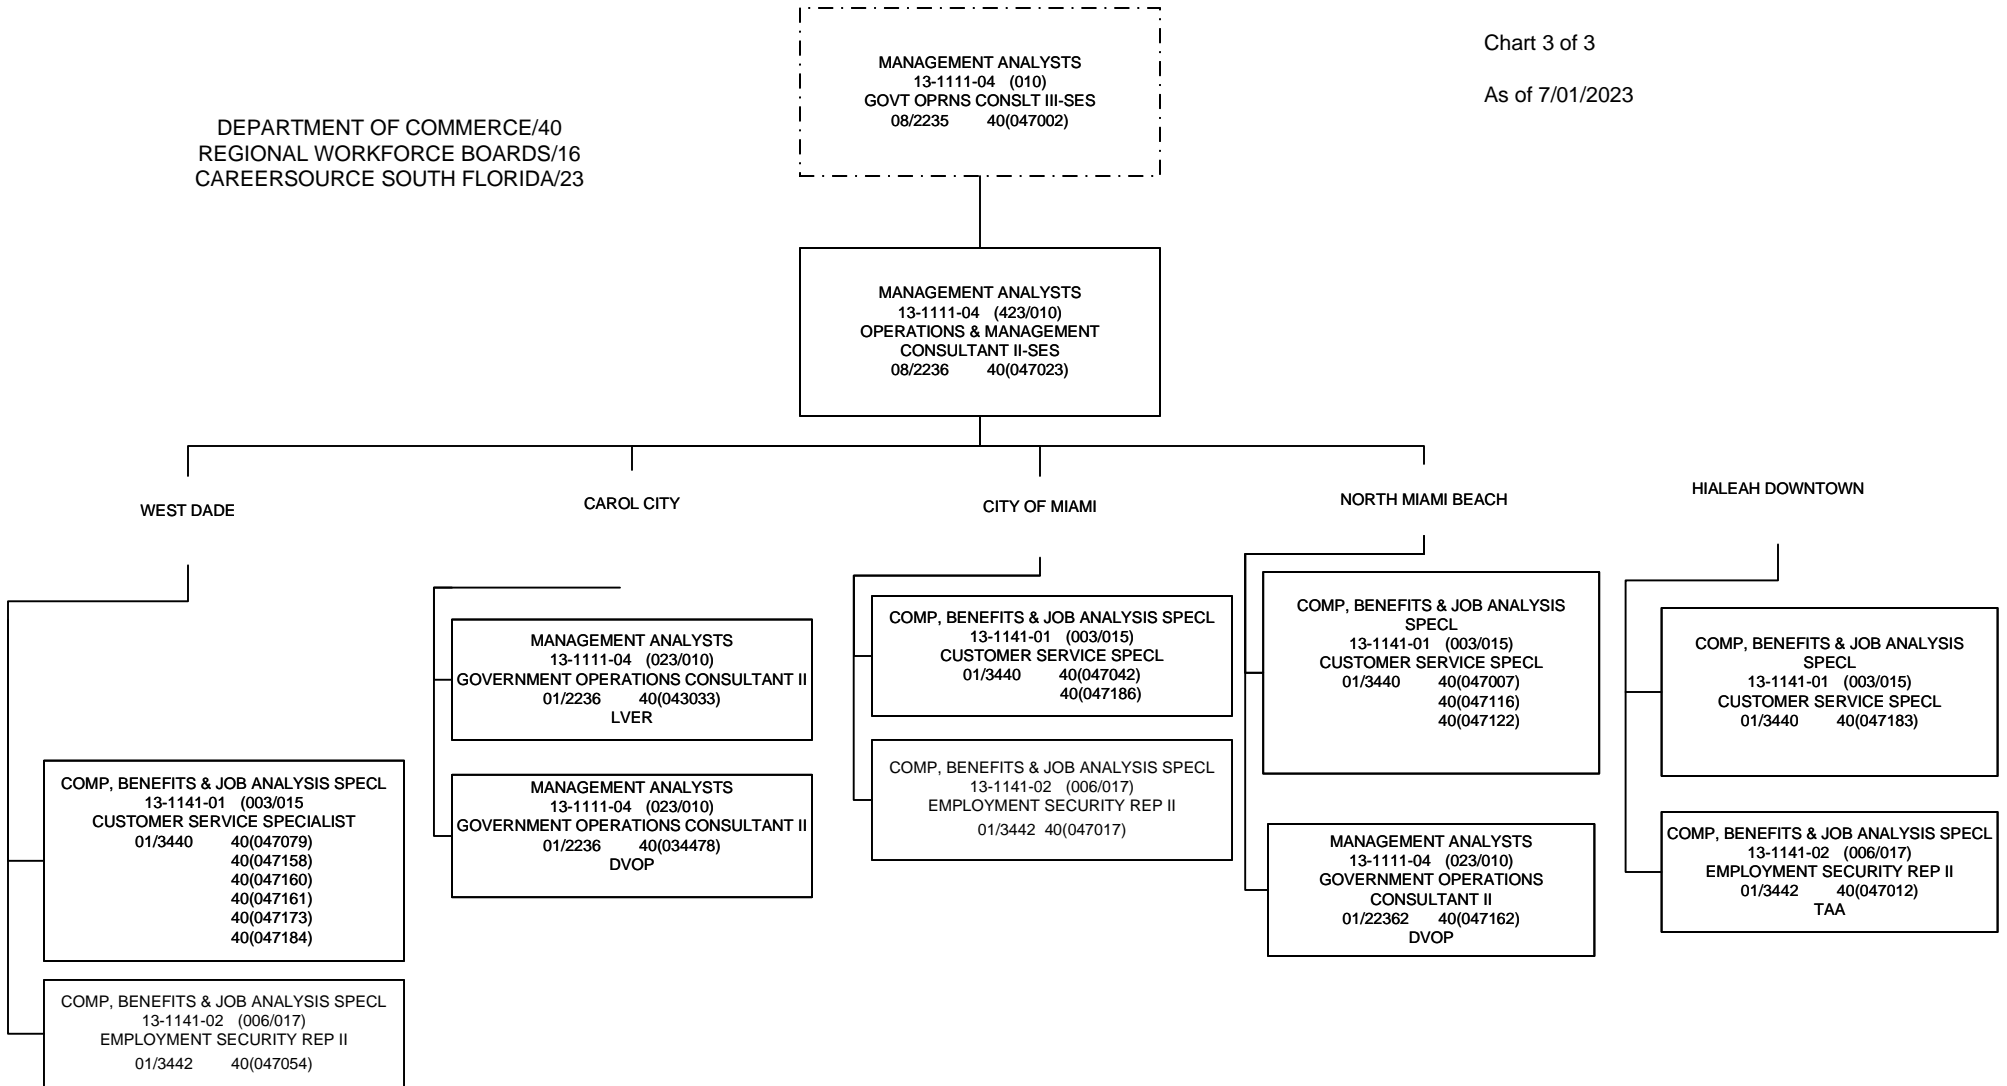 Chart 3 of 3
As of 7/01/2023
DEPARTMENT OF COMMERCE/40
REGIONAL WORKFORCE BOARDS/16
CAREERSOURCE SOUTH FLORIDA/23
MANAGEMENT ANALYSTS
13-1111-04 (010)
GOVT OPRNS CONSLT III-SES
08/2235 40(047002)
MANAGEMENT ANALYSTS
13-1111-04 (423/010)
OPERATIONS & MANAGEMENT
CONSULTANT II-SES
08/2236 40(047023)
WEST DADE
COMP, BENEFITS & JOB ANALYSIS SPECL
13-1141-01 (003/015
CUSTOMER SERVICE SPECIALIST
01/3440 40(047079)
40(047158)
40(047160)
40(047161)
40(047173)
40(047184)
COMP, BENEFITS & JOB ANALYSIS SPECL
13-1141-02 (006/017)
EMPLOYMENT SECURITY REP II
01/3442 40(047054)
CAROL CITY
MANAGEMENT ANALYSTS
13-1111-04 (023/010)
GOVERNMENT OPERATIONS CONSULTANT II
01/2236 40(043033)
LVER
MANAGEMENT ANALYSTS
13-1111-04 (023/010)
GOVERNMENT OPERATIONS CONSULTANT II
01/2236 40(034478)
DVOP
CITY OF MIAMI
COMP, BENEFITS & JOB ANALYSIS SPECL
13-1141-01 (003/015)
CUSTOMER SERVICE SPECL
01/3440 40(047042)
40(047186)
COMP, BENEFITS & JOB ANALYSIS SPECL
13-1141-02 (006/017)
EMPLOYMENT SECURITY REP II
01/3442 40(047017)
NORTH MIAMI BEACH
COMP, BENEFITS & JOB ANALYSIS
SPECL
13-1141-01 (003/015)
CUSTOMER SERVICE SPECL
01/3440 40(047007)
40(047116)
40(047122)
MANAGEMENT ANALYSTS
13-1111-04 (023/010)
GOVERNMENT OPERATIONS
CONSULTANT II
01/22362 40(047162)
DVOP
HIALEAH DOWNTOWN
COMP, BENEFITS & JOB ANALYSIS
SPECL
13-1141-01 (003/015)
CUSTOMER SERVICE SPECL
01/3440 40(047183)
COMP, BENEFITS & JOB ANALYSIS SPECL
13-1141-02 (006/017)
EMPLOYMENT SECURITY REP II
01/3442 40(047012)
TAA